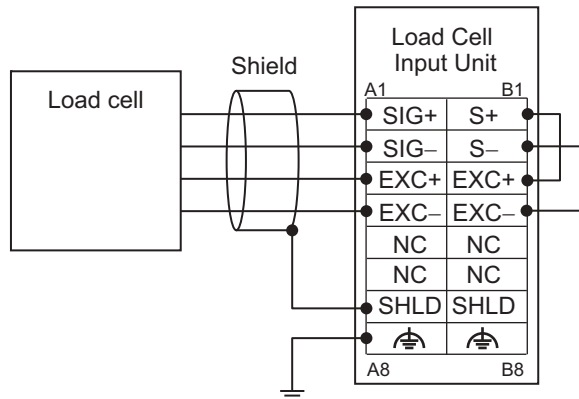 Load Cell
Input Unit
Shield
Load cell
A1 B1
SIG+ S+
SIG– S–
EXC+ EXC+
EXC– EXC–
NC NC
NC NC
SHLD SHLD
A8 B8